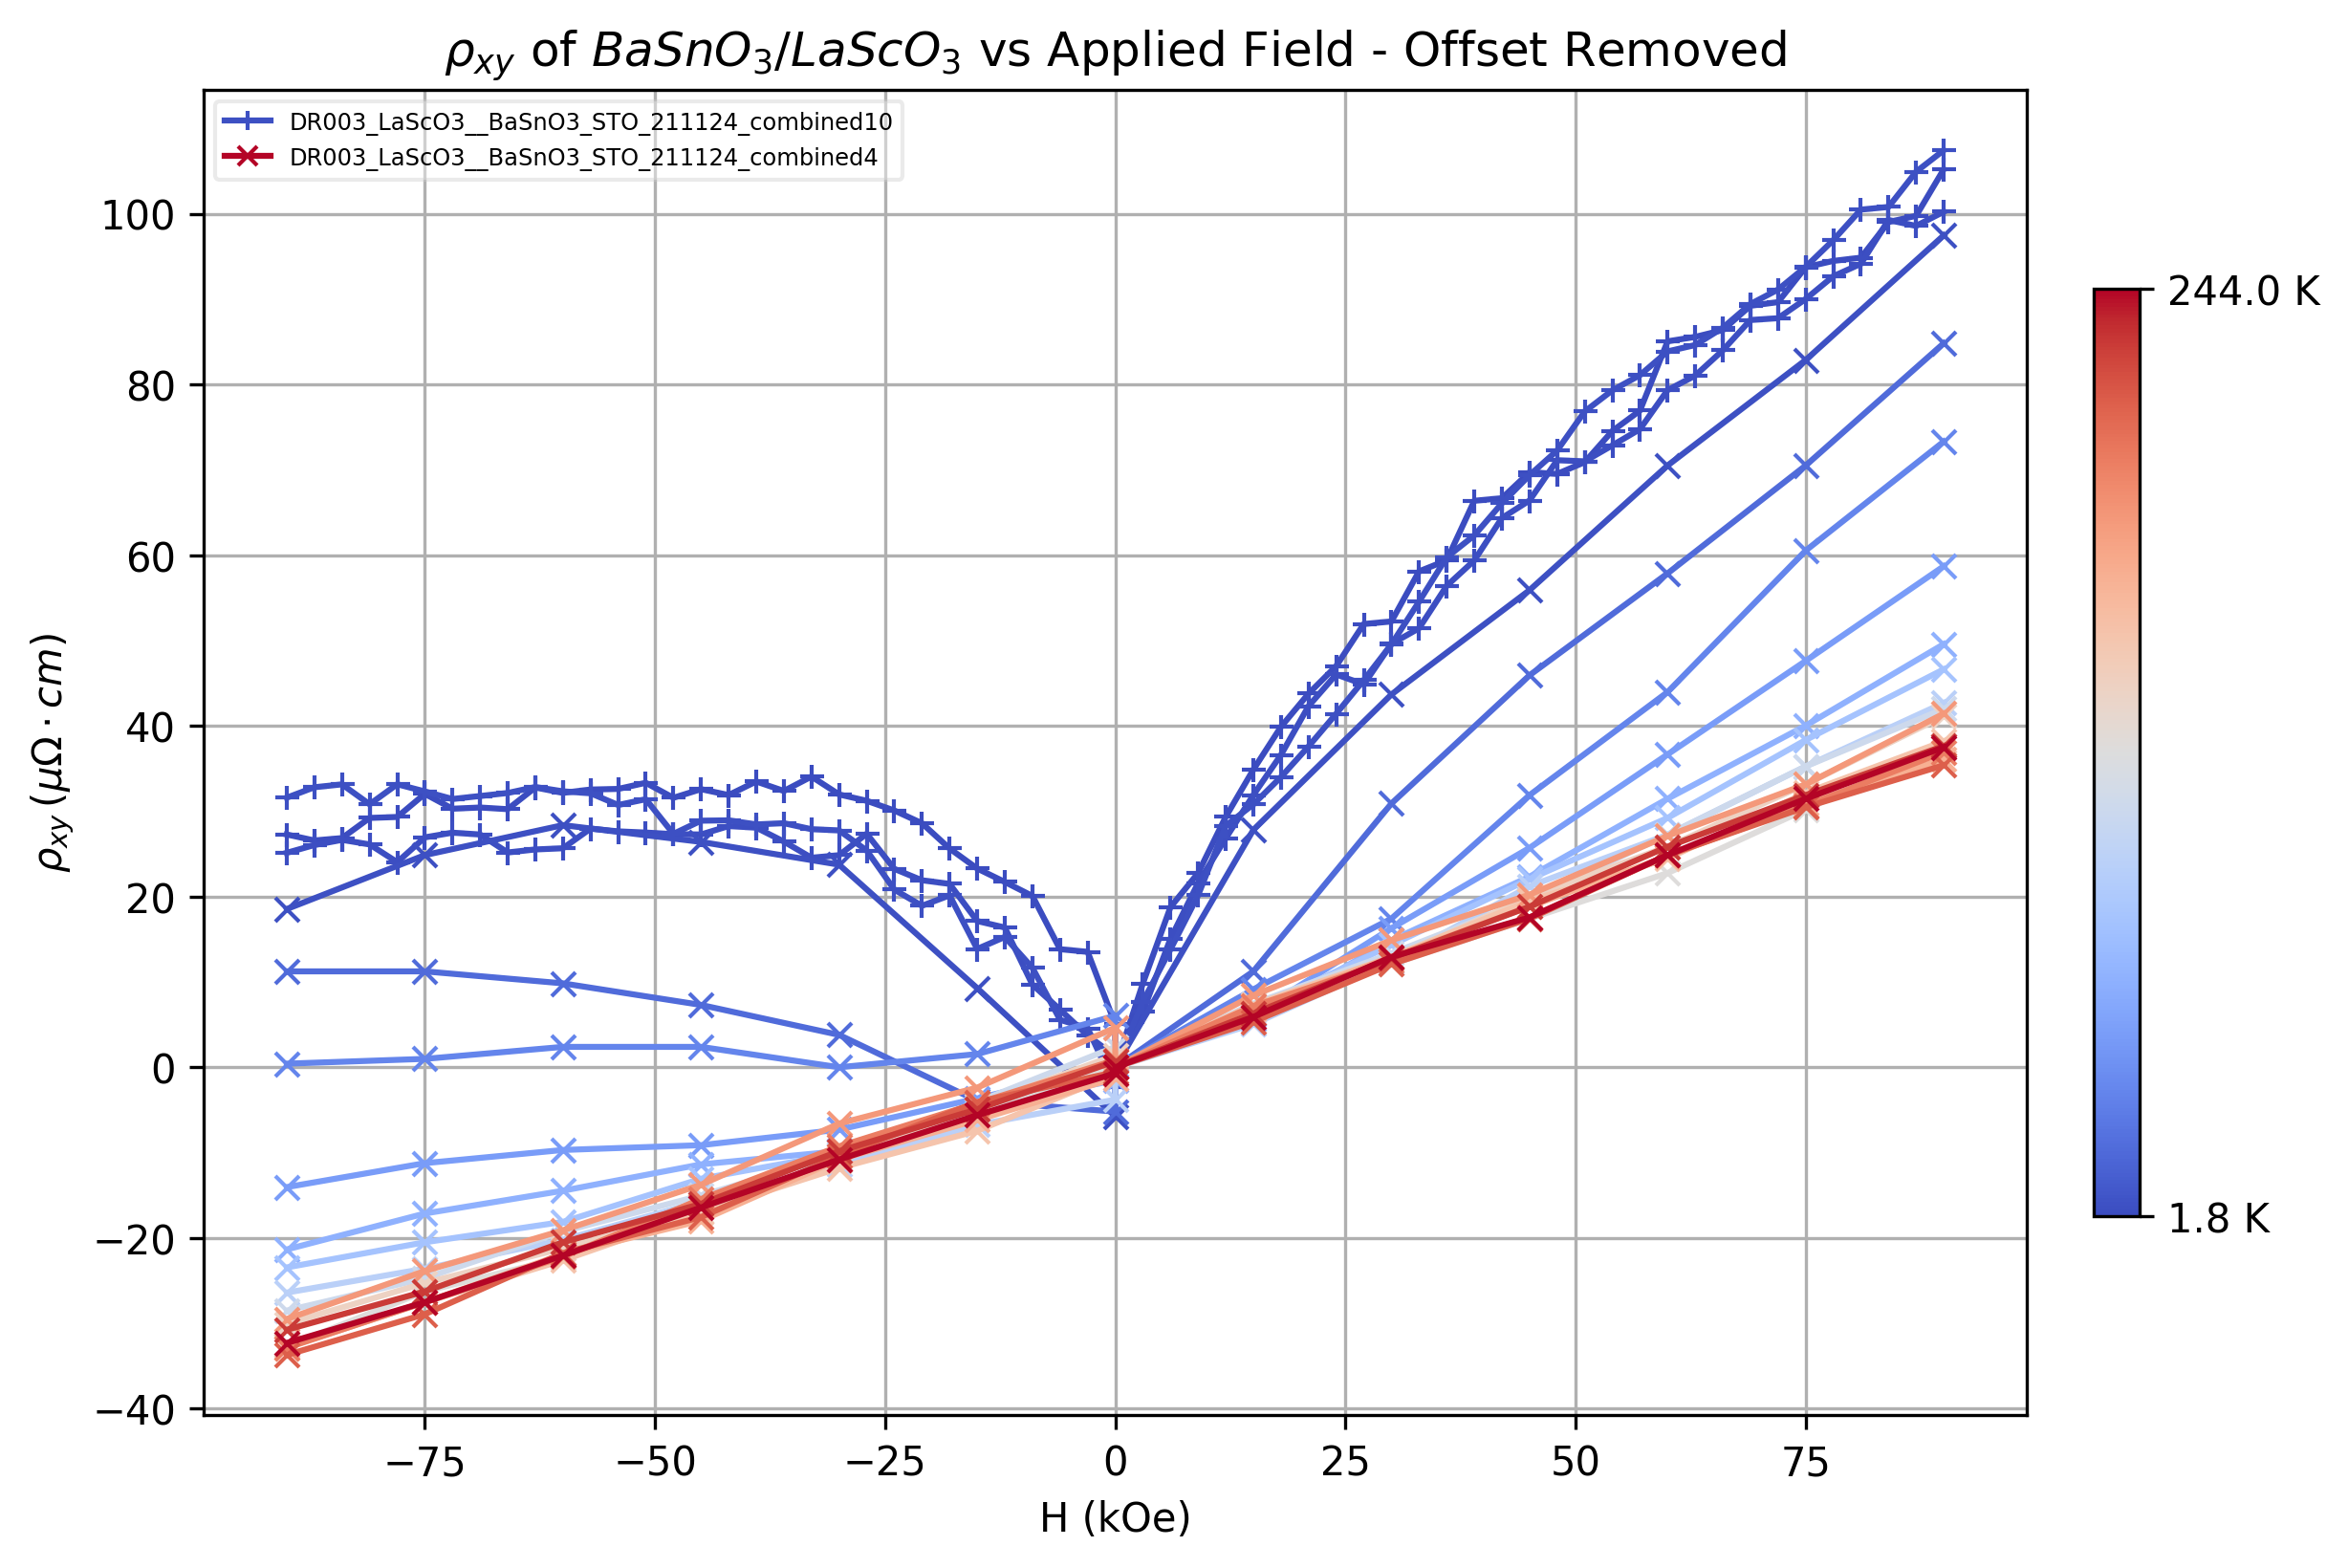 ρxy of BaSnO3/LaScO3 vs Applied Field - Offset Removed
DR003_LaScO3__BaSnO3_STO_211124_combined10
DR003_LaScO3__BaSnO3_STO_211124_combined4
100
80
60
40
20
0
−20
−40
ρxy (μΩ · cm)
−75
−50
−25
0
25
50
75
H (kOe)
244.0 K
1.8 K